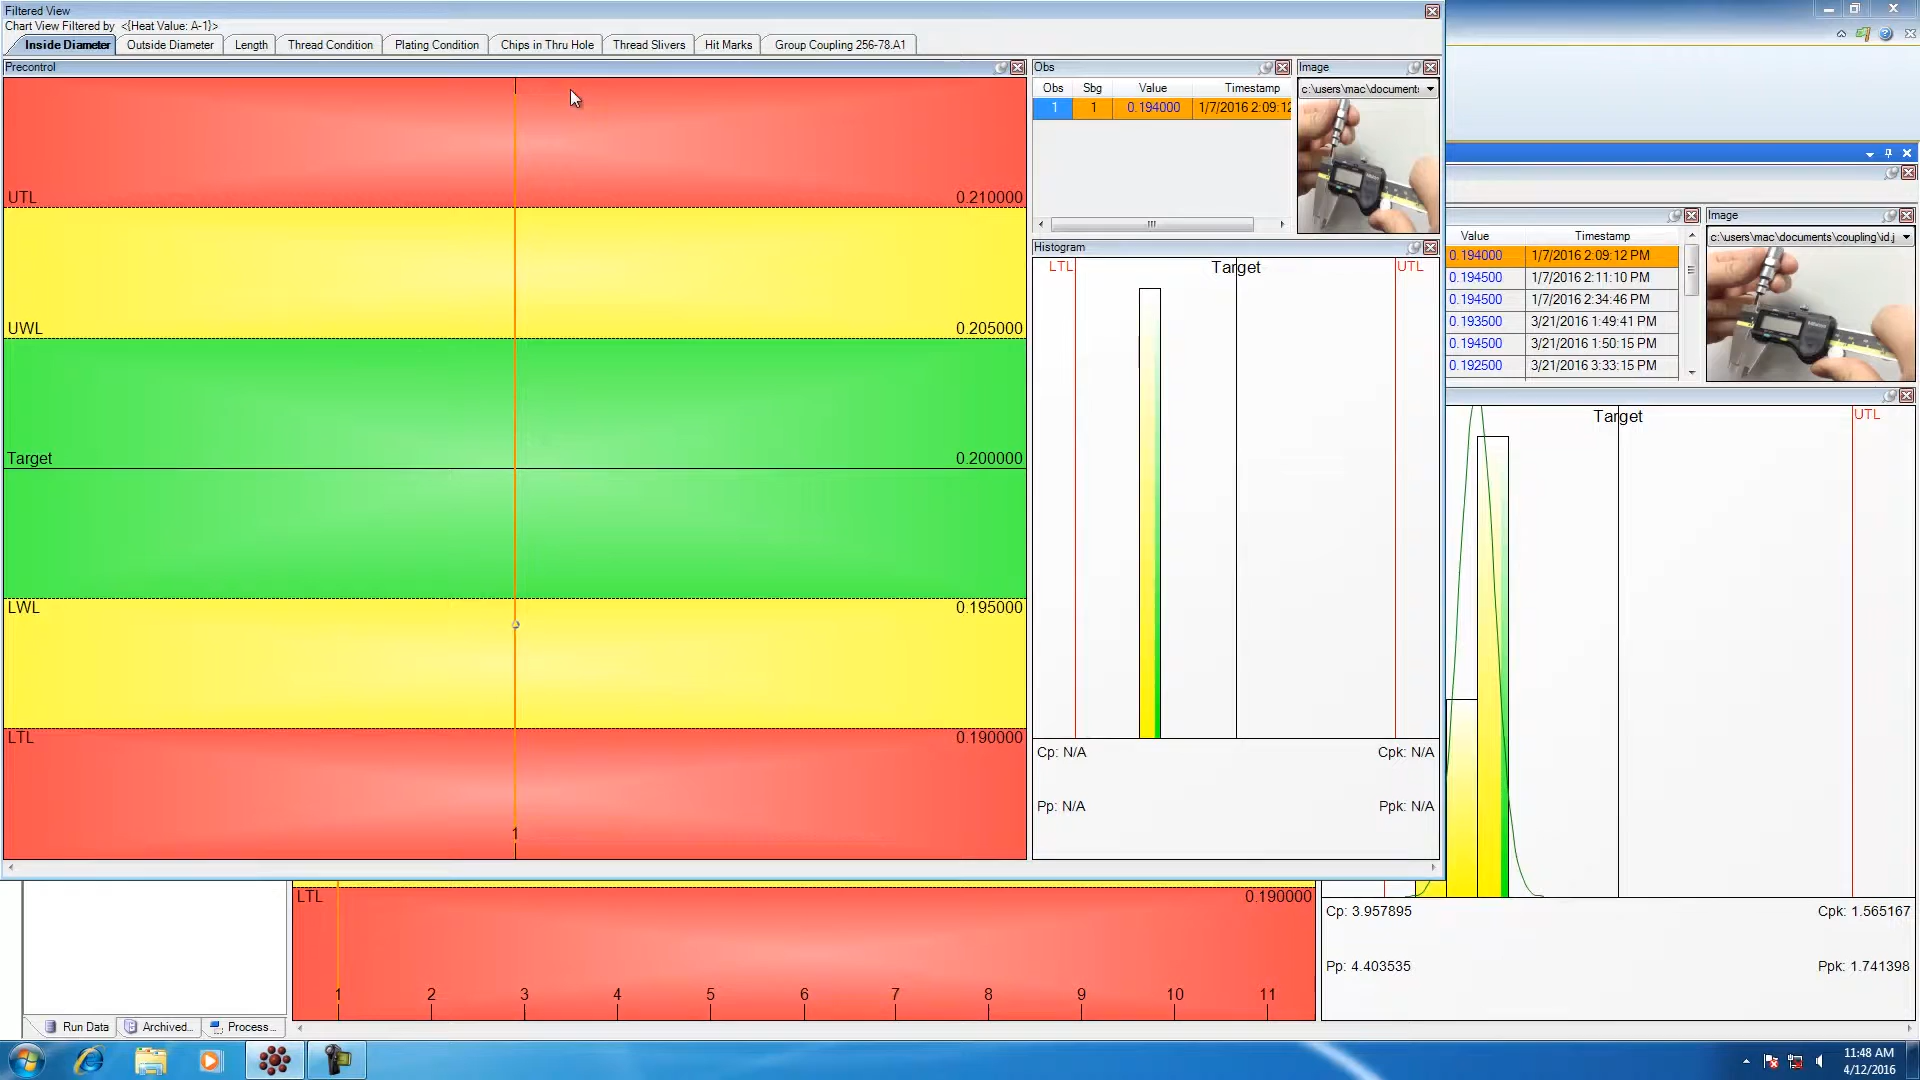 Filtered View
Chart View Filtered by <{Heat Value: A-1}>
Inside Diameter
Outside Diameter
Length
Thread Condition
Plating Condition
Chips in Thru Hole
Thread Slivers
Hit Marks
Group Coupling 256-78.A1
Precontrol
UTL 0.210000
UWL 0.205000
Target 0.200000
LWL 0.195000
LTL 0.190000
1
Obs
Obs Sbg Value Timestamp
1 1 0.194000 1/7/2016 2:09:12
Image
c:\users\mac\document:
Histogram
LTL Target UTL
Cp: N/A Cpk: N/A
Pp: N/A Ppk: N/A
Image
c:\users\mac\documents\coupling\id.j
Value Timestamp
0.194000 1/7/2016 2:09:12 PM
0.194500 1/7/2016 2:11:10 PM
0.194500 1/7/2016 2:34:46 PM
0.193500 3/21/2016 1:49:41 PM
0.194500 3/21/2016 1:50:15 PM
0.192500 3/21/2016 3:33:15 PM
Target UTL
Cp: 3.957895 Cpk: 1.565167
Pp: 4.403535 Ppk: 1.741398
LTL 0.190000
1 2 3 4 5 6 7 8 9 10 11
Run Data
Archived...
Process...
11:48 AM
4/12/2016